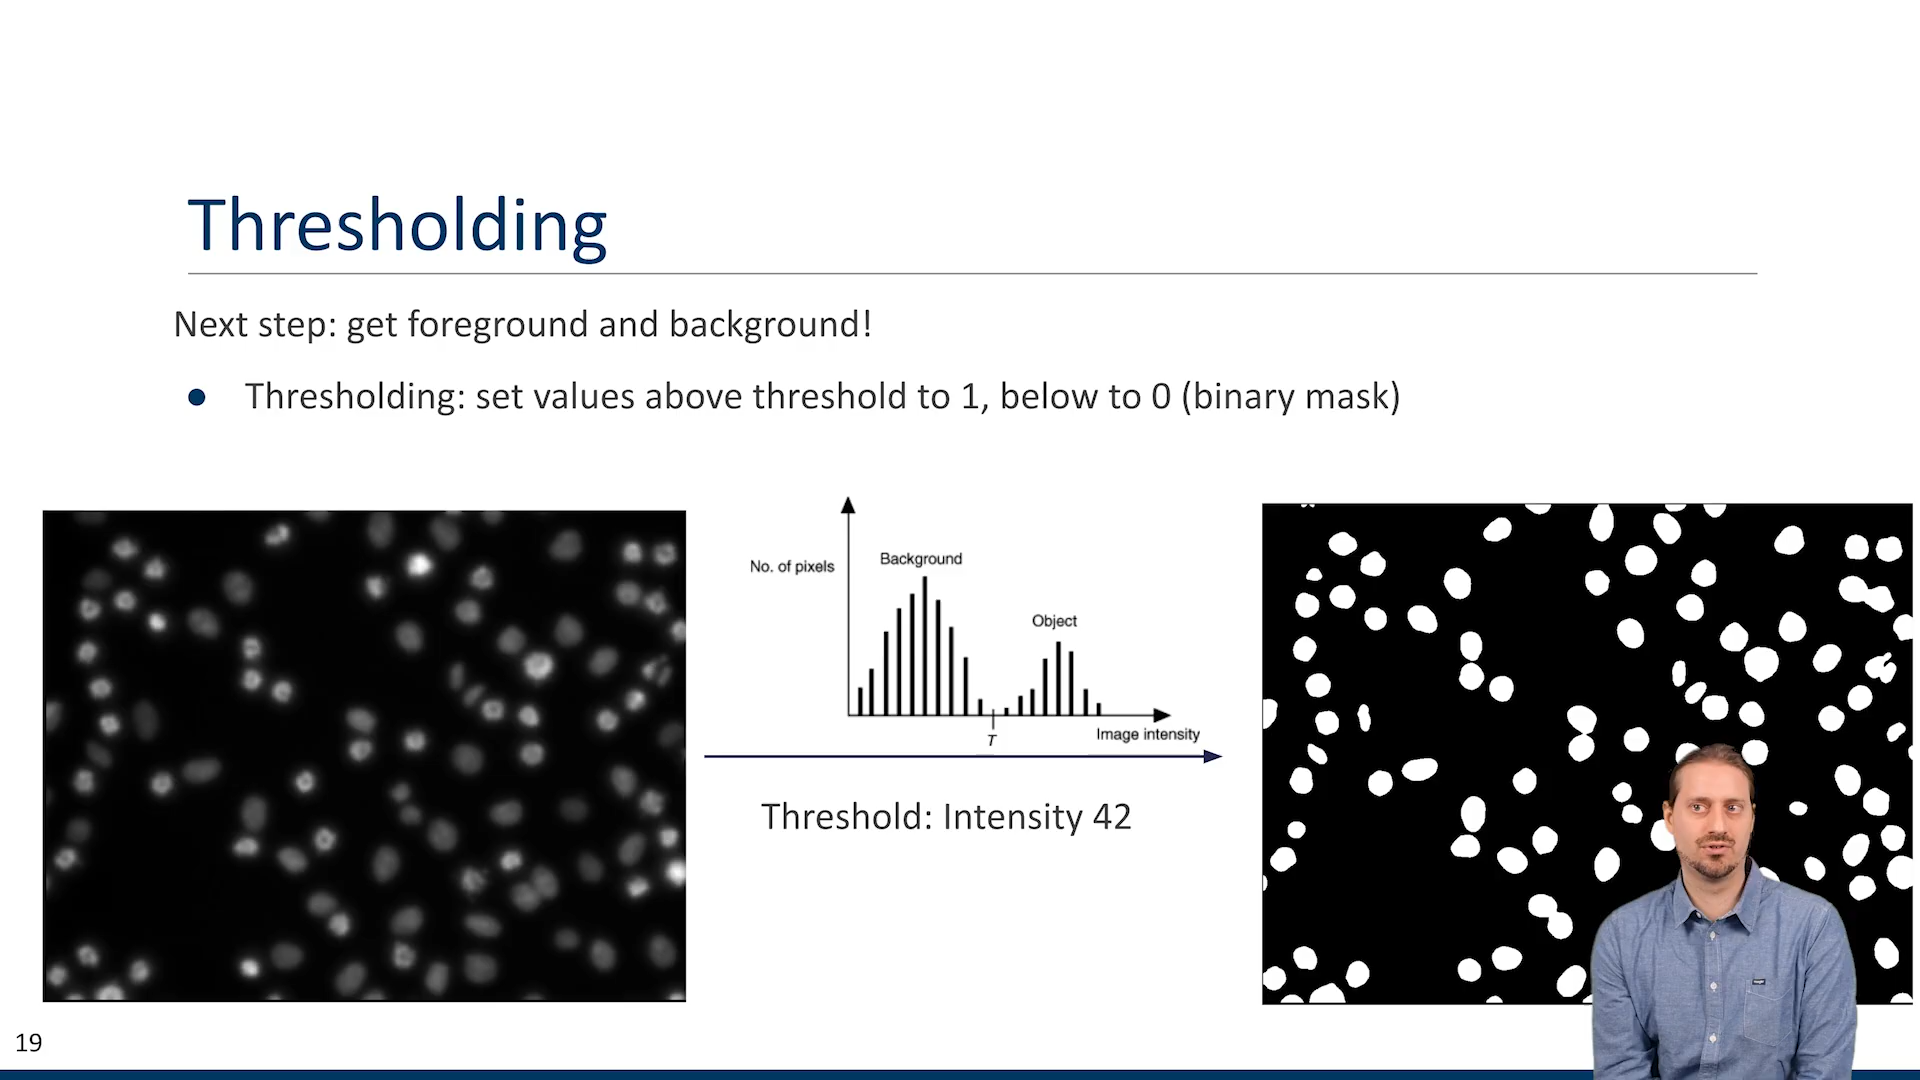 Thresholding
Next step: get foreground and background!
● Thresholding: set values above threshold to 1, below to 0 (binary mask)
No. of pixels
Background
Object
T
Image intensity
Threshold: Intensity 42
19